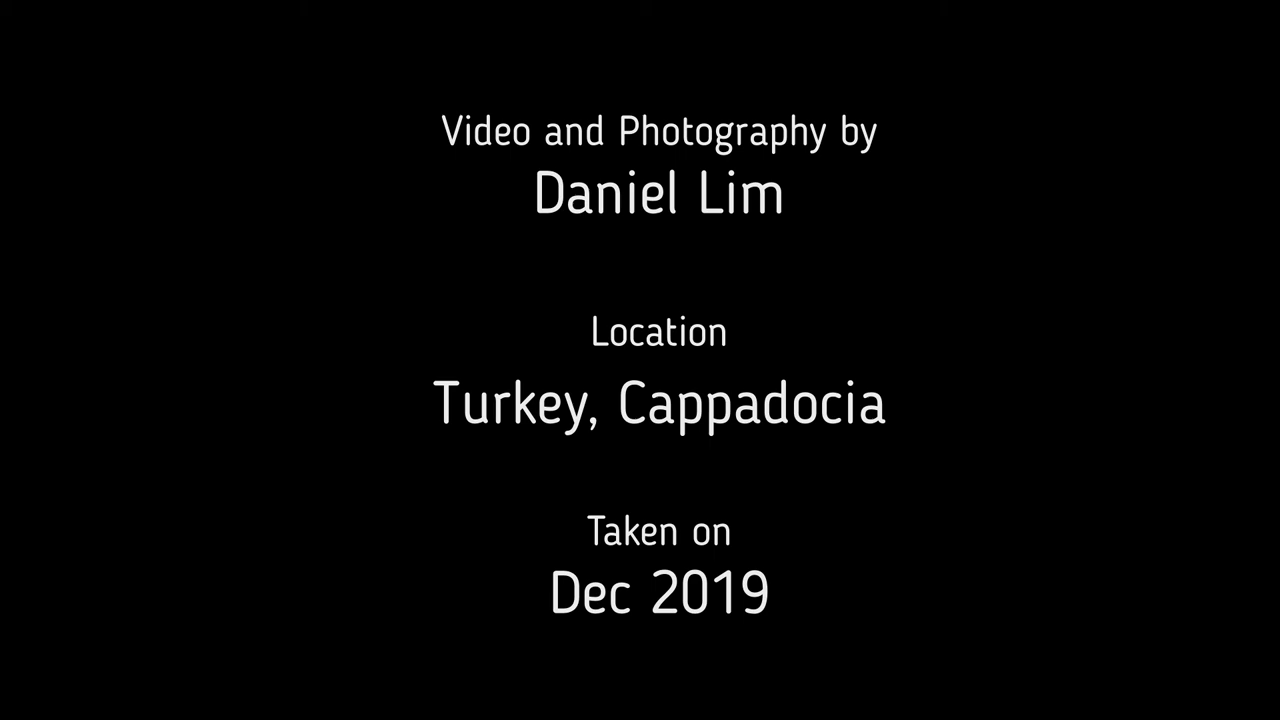 Video and Photography by
Daniel Lim
Location
Turkey, Cappadocia
Taken on
Dec 2019